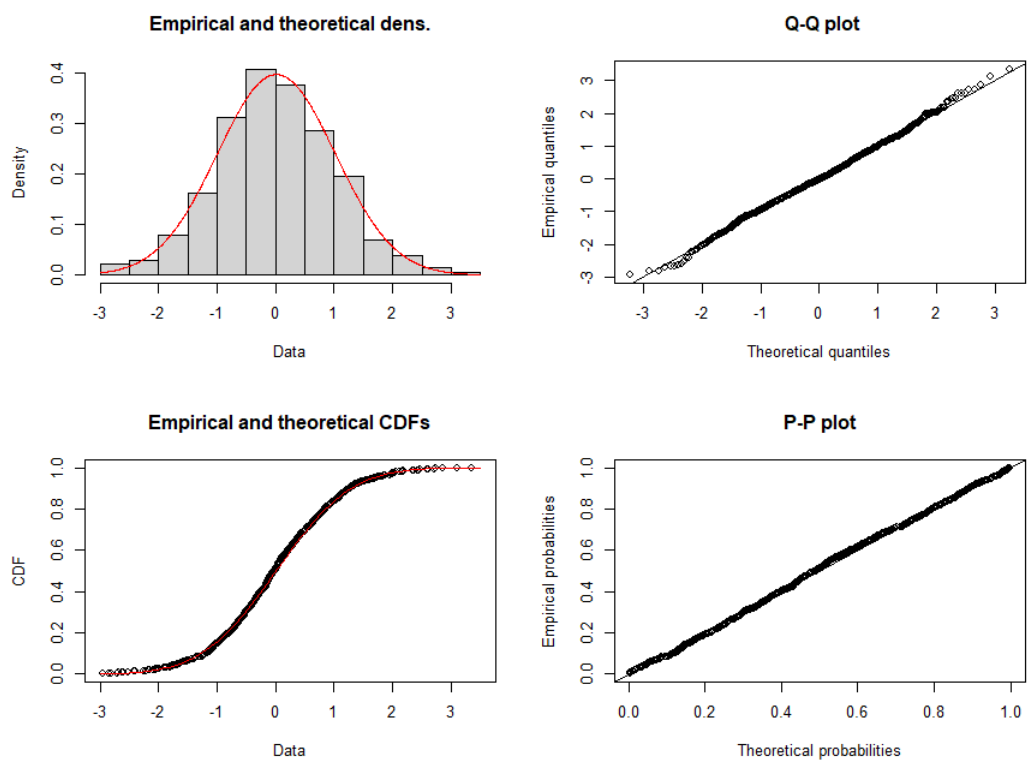 Empirical and theoretical dens.
Density
0.0 0.1 0.2 0.3 0.4
-3 -2 -1 0 1 2 3
Data
Q-Q plot
Empirical quantiles
-3 -2 -1 0 1 2 3
-3 -2 -1 0 1 2 3
Theoretical quantiles
Empirical and theoretical CDFs
CDF
0.0 0.2 0.4 0.6 0.8 1.0
-3 -2 -1 0 1 2 3
Data
P-P plot
Empirical probabilities
0.0 0.2 0.4 0.6 0.8 1.0
0.0 0.2 0.4 0.6 0.8 1.0
Theoretical probabilities